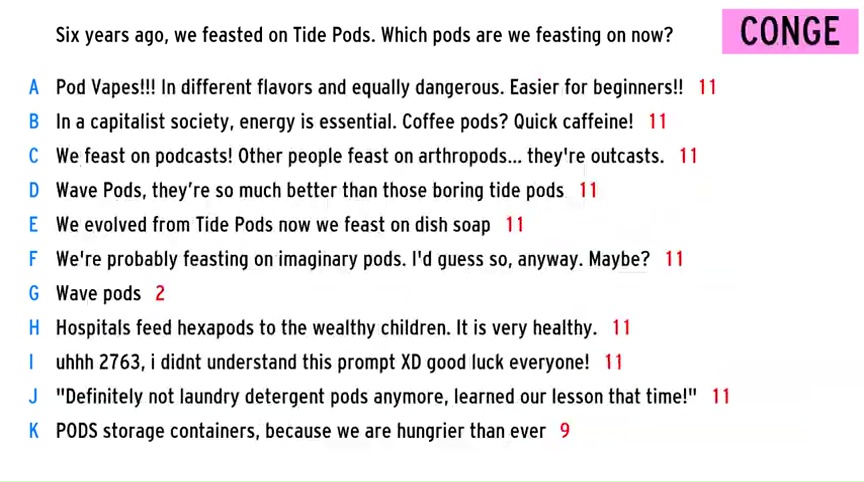 Six years ago, we feasted on Tide Pods. Which pods are we feasting on now?
CONGE
A Pod Vapes!!! In different flavors and equally dangerous. Easier for beginners!! 11
B In a capitalist society, energy is essential. Coffee pods? Quick caffeine! 11
C We feast on podcasts! Other people feast on arthropods... they're outcasts. 11
D Wave Pods, they’re so much better than those boring tide pods 11
E We evolved from Tide Pods now we feast on dish soap 11
F We're probably feasting on imaginary pods. I'd guess so, anyway. Maybe? 11
G Wave pods 2
H Hospitals feed hexapods to the wealthy children. It is very healthy. 11
I uhhh 2763, i didnt understand this prompt XD good luck everyone! 11
J "Definitely not laundry detergent pods anymore, learned our lesson that time!" 11
K PODS storage containers, because we are hungrier than ever 9